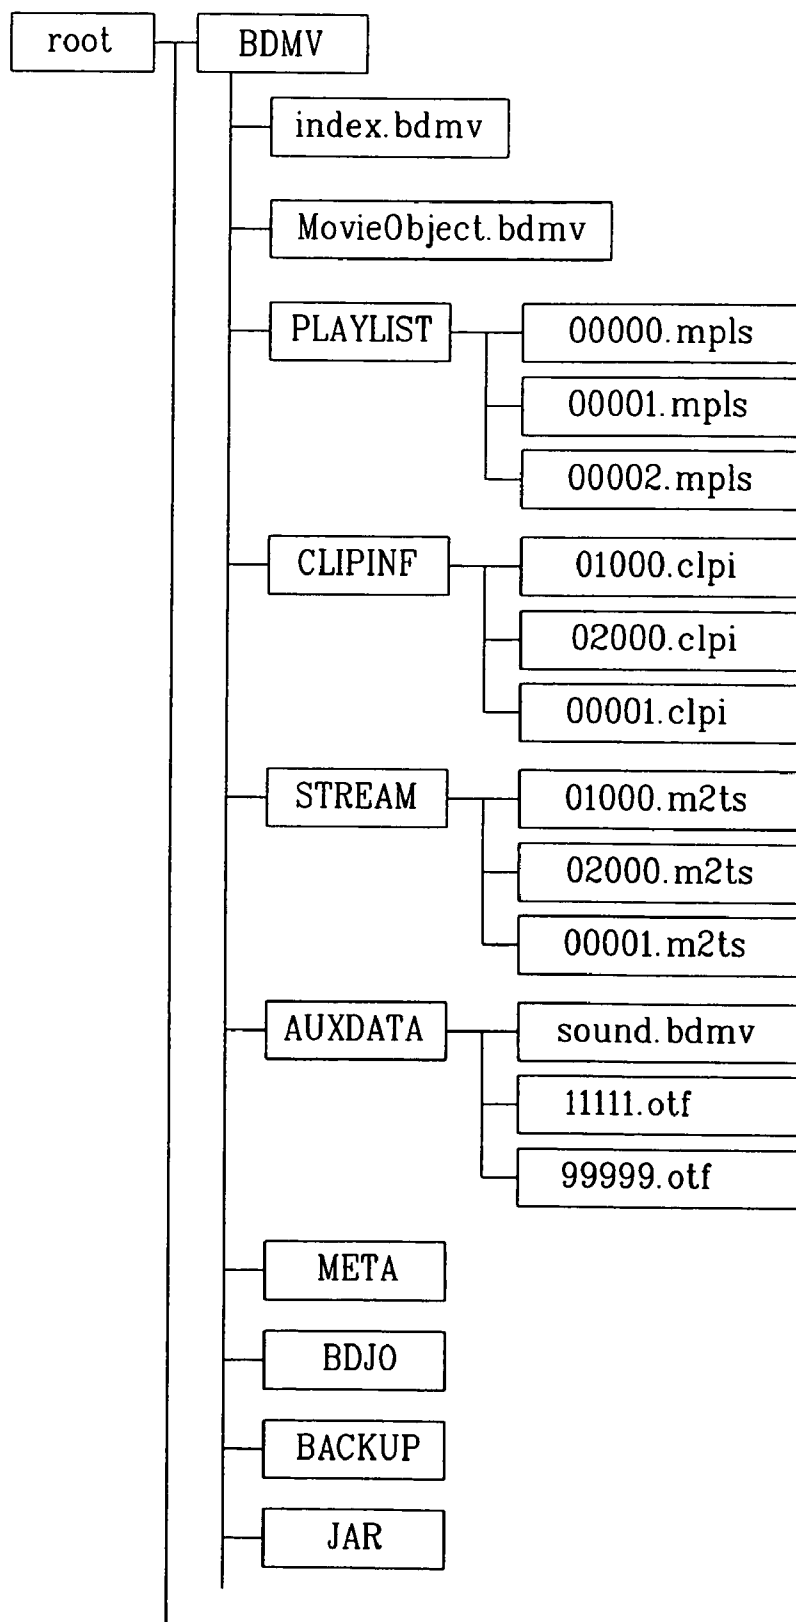 root
BDMV
index.bdmv
MovieObject.bdmv
PLAYLIST
00000.mpls
00001.mpls
00002.mpls
CLIPINF
01000.clpi
02000.clpi
00001.clpi
STREAM
01000.m2ts
02000.m2ts
00001.m2ts
AUXDATA
sound.bdmv
11111.otf
99999.otf
META
BDJO
BACKUP
JAR